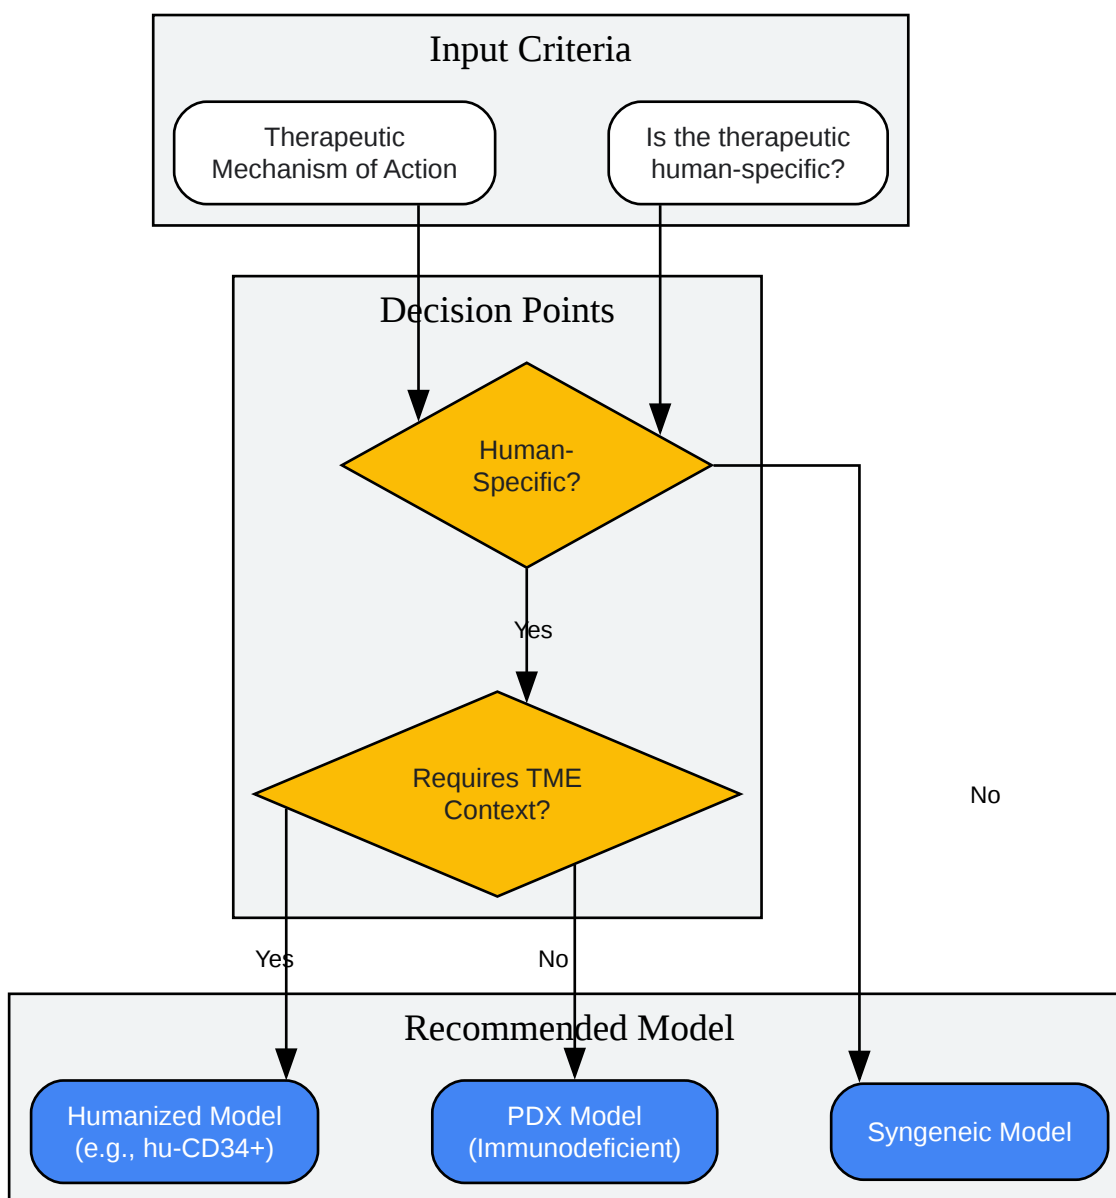 Input Criteria
Therapeutic
Mechanism of Action
Is the therapeutic
human-specific?
Decision Points
Human-
Specific?
Yes
Requires TME
Context?
No
Yes
No
Recommended Model
Humanized Model
(e.g., hu-CD34+)
PDX Model
(Immunodeficient)
Syngeneic Model